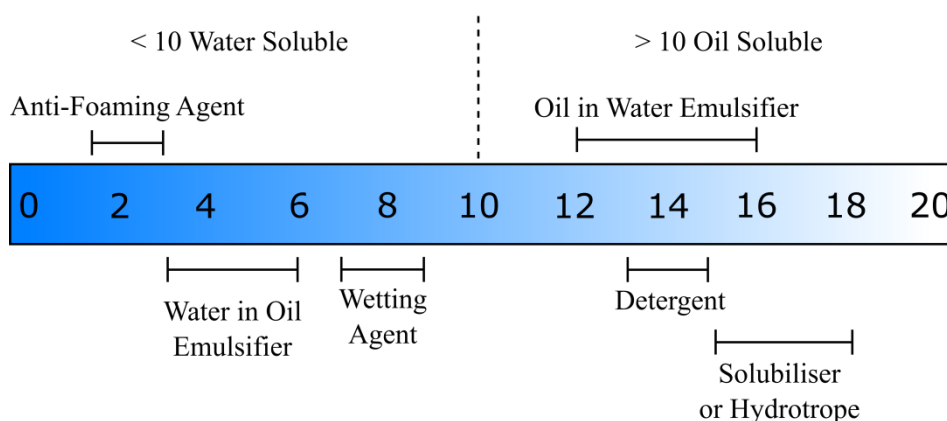 < 10 Water Soluble
> 10 Oil Soluble
Anti-Foaming Agent
Oil in Water Emulsifier
0 2 4 6 8 10 12 14 16 18 20
Water in Oil
Emulsifier
Wetting
Agent
Detergent
Solubiliser
or Hydrotrope